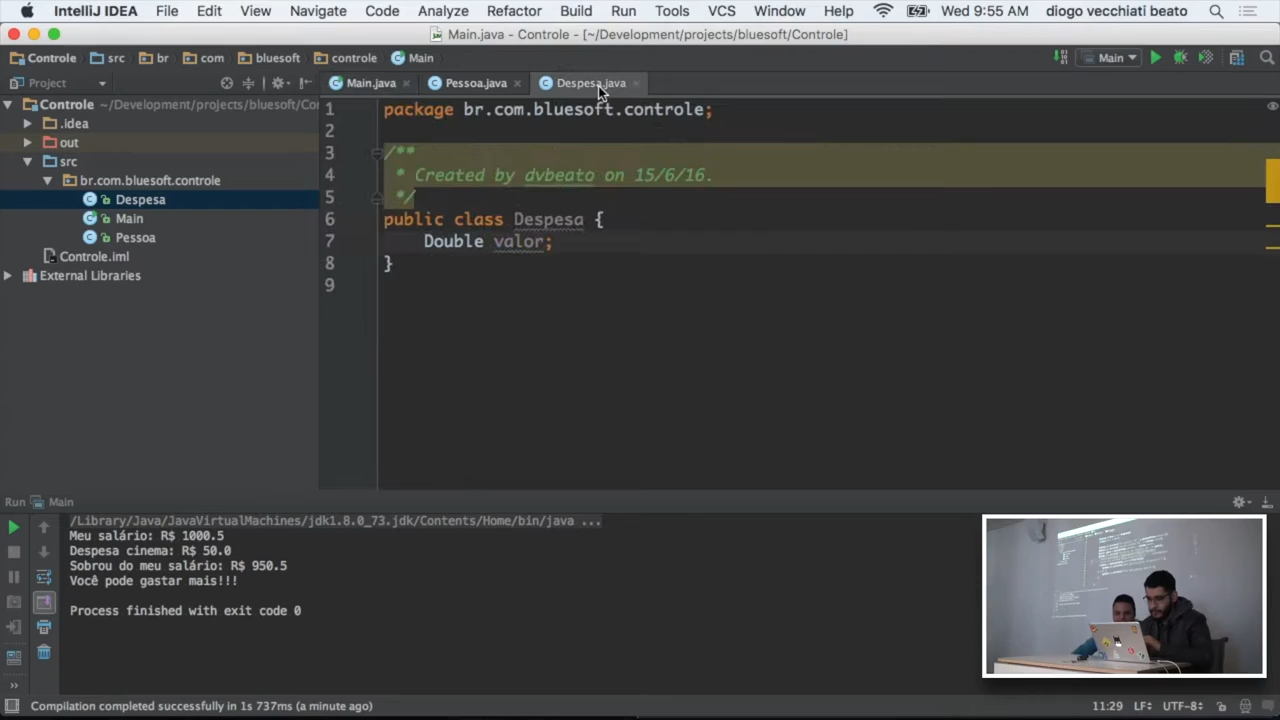 IntelliJ IDEA File Edit View Navigate Code Analyze Refactor Build Run Tools VCS Window Help Wed 9:55 AM diogo vecchiati beato
Main.java - Controle - [~/Development/projects/bluesoft/Controle]
Controle src br com bluesoft controle Main Main
Project Main.java Pessoa.java Despesa.java
Controle ~/Development/projects/bluesoft/Co
.idea
out
src
br.com.bluesoft.controle
Despesa
Main
Pessoa
Controle.iml
External Libraries
1 package br.com.bluesoft.controle;
2
3 /**
4 * Created by dvbeato on 15/6/16.
5 */
6 public class Despesa {
7 Double valor;
8 }
9
Run Main
/Library/Java/JavaVirtualMachines/jdk1.8.0_73.jdk/Contents/Home/bin/java ...
Meu salário: R$ 1000.5
Despesa cinema: R$ 50.0
Sobrou do meu salário: R$ 950.5
Você pode gastar mais!!!
Process finished with exit code 0
Compilation completed successfully in 1s 737ms (a minute ago) 11:29 LF UTF-8